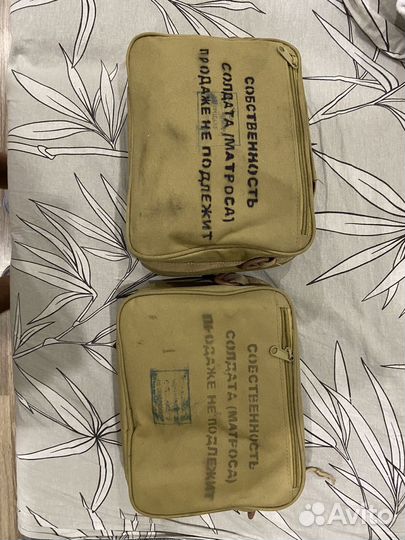 СОБСТВЕННОСТЬ
СОЛДАТА (МАТРОСА)
ПРОДАЖЕ НЕ ПОДЛЕЖИТ
СОБСТВЕННОСТЬ
СОЛДАТА (МАТРОСА)
ПРОДАЖЕ НЕ ПОДЛЕЖИТ
Avito